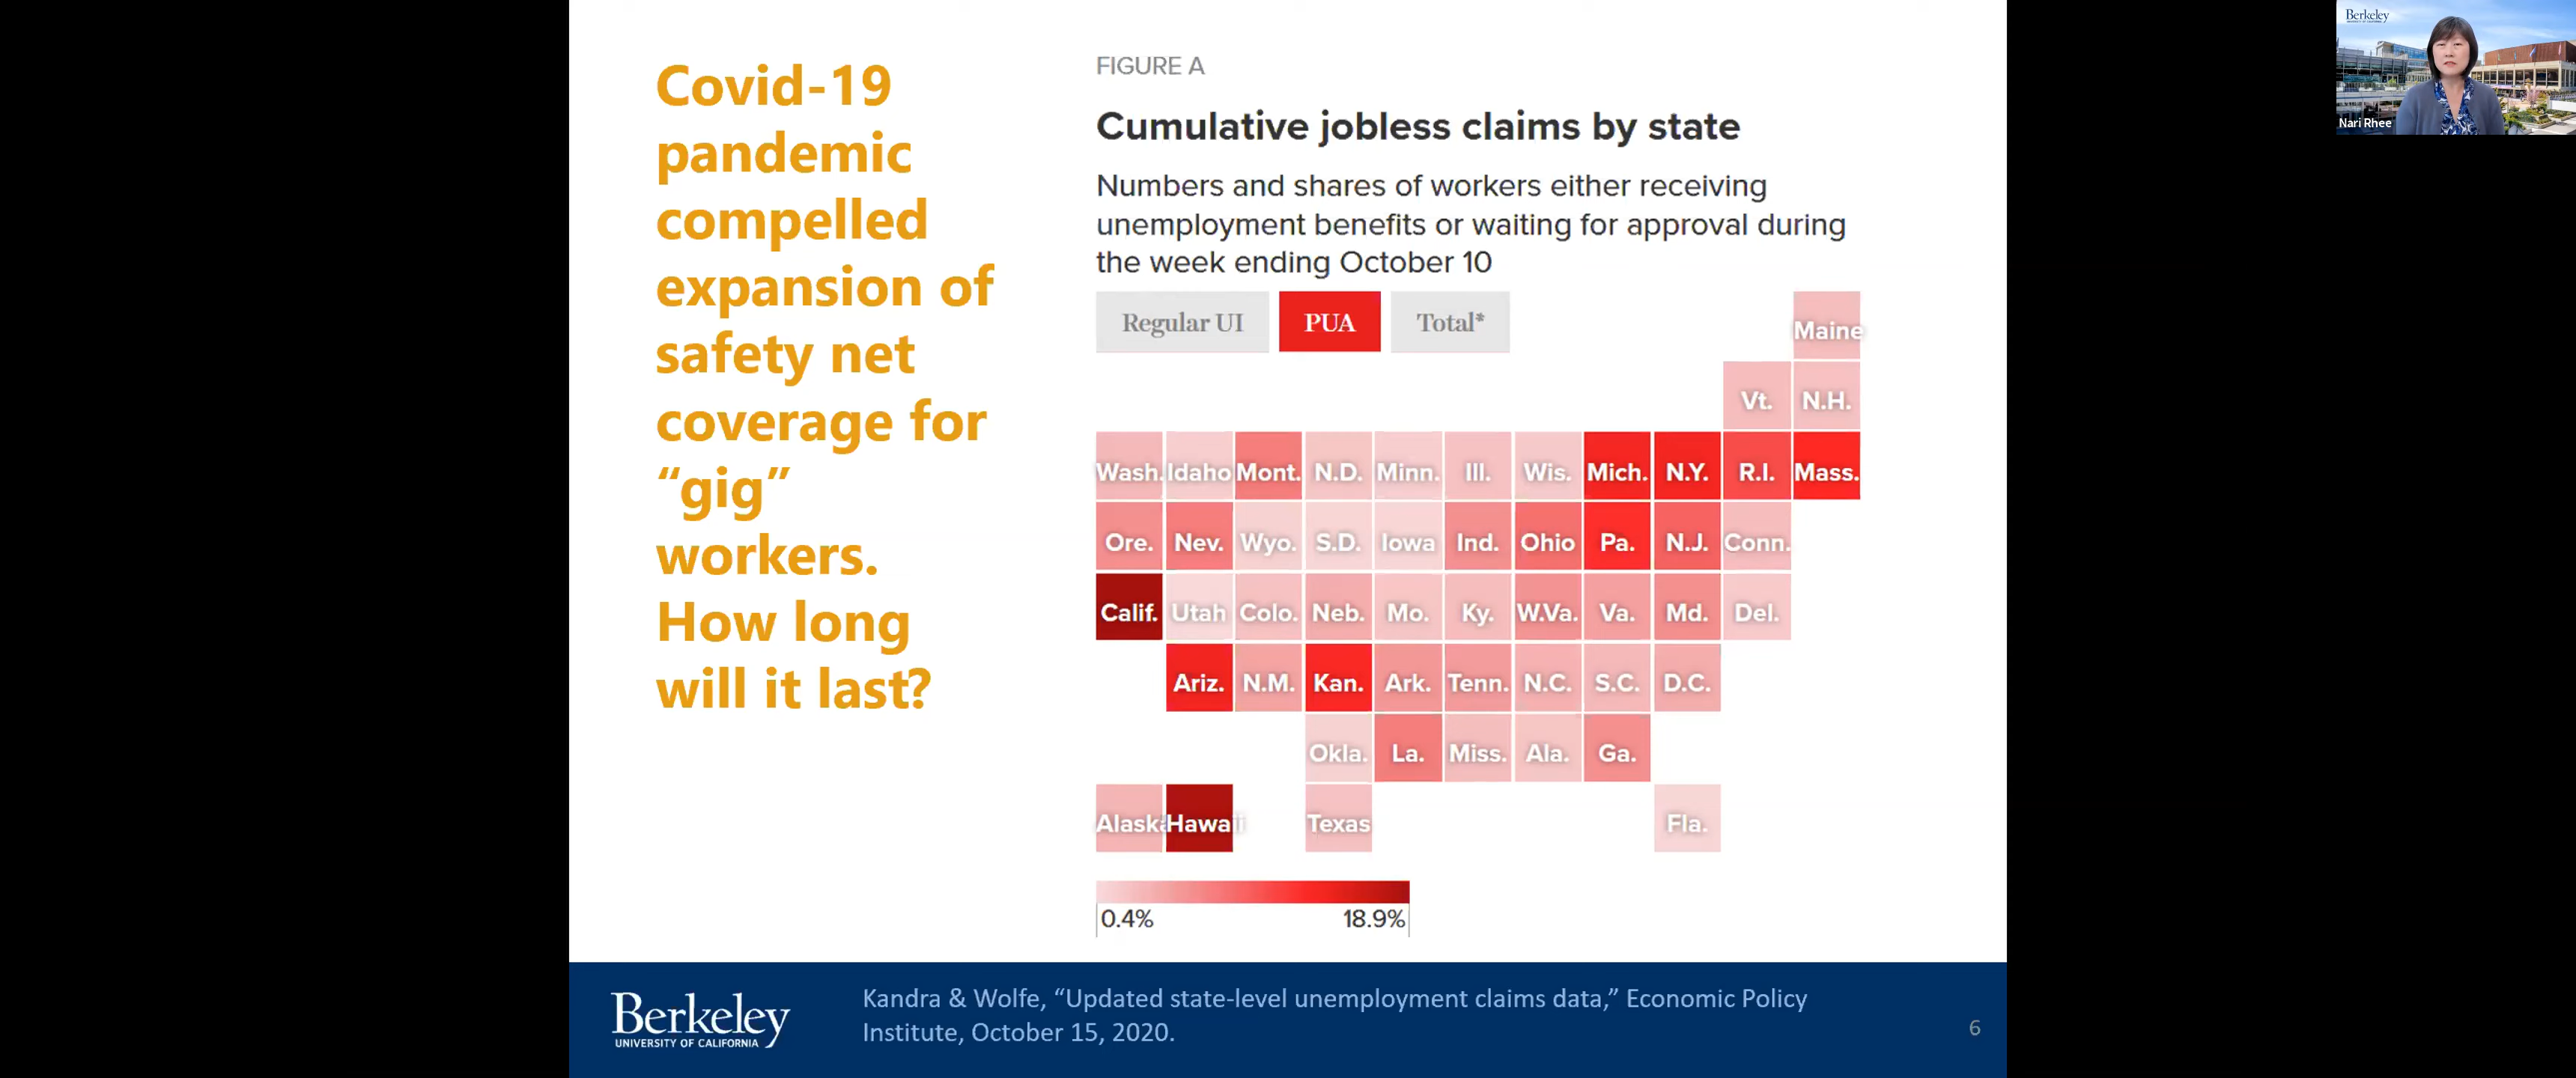 Covid-19
pandemic
compelled
expansion of
safety net
coverage for
“gig”
workers.
How long
will it last?
FIGURE A
Cumulative jobless claims by state
Numbers and shares of workers either receiving
unemployment benefits or waiting for approval during
the week ending October 10
Regular UI PUA Total*
Maine
Vt. N.H.
Wash. Idaho Mont. N.D. Minn. Ill. Wis. Mich. N.Y. R.I. Mass.
Ore. Nev. Wyo. S.D. Iowa Ind. Ohio Pa. N.J. Conn.
Calif. Utah Colo. Neb. Mo. Ky. W.Va. Va. Md. Del.
Ariz. N.M. Kan. Ark. Tenn. N.C. S.C. D.C.
Okla. La. Miss. Ala. Ga.
Alaska Hawaii Texas Fla.
0.4% 18.9%
Berkeley
UNIVERSITY OF CALIFORNIA
Kandra & Wolfe, “Updated state-level unemployment claims data,” Economic Policy
Institute, October 15, 2020.
6
Berkeley
Nari Rhee